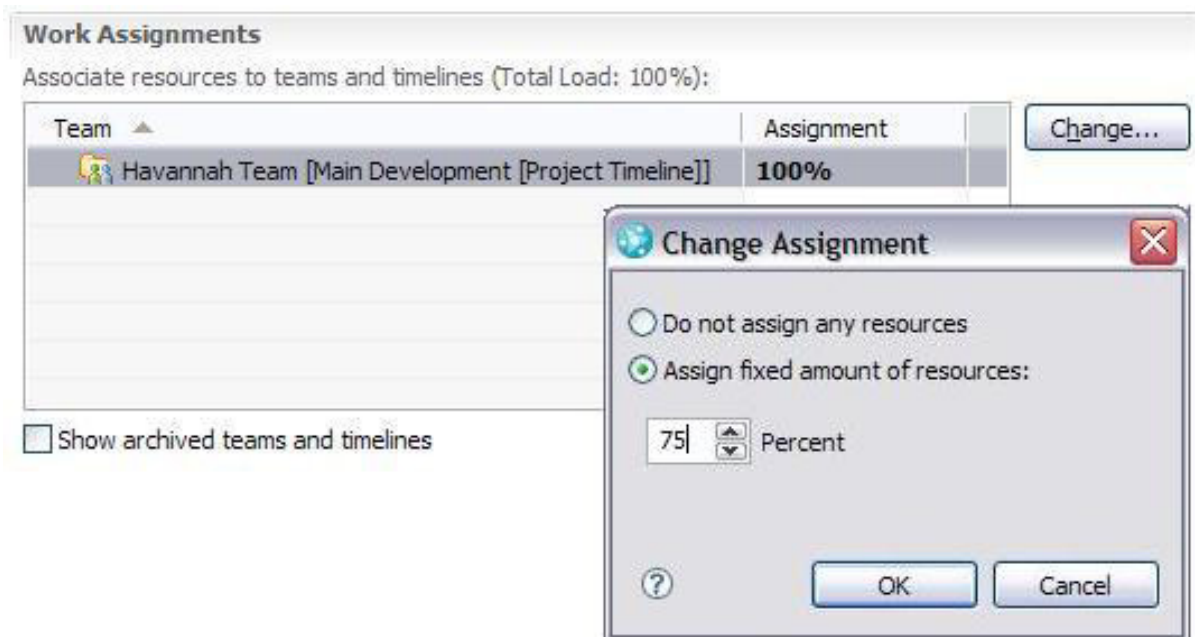 Work Assignments
Associate resources to teams and timelines (Total Load: 100%):
Team Assignment
Change...
Havannah Team [Main Development [Project Timeline]] 100%
Change Assignment
Do not assign any resources
Assign fixed amount of resources:
75 Percent
Show archived teams and timelines
? OK Cancel